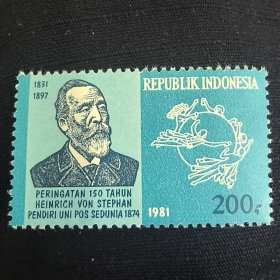 1831
1897
REPUBLIK INDONESIA
PERINGATAN 150 TAHUN
HEINRICH VON STEPHAN
PENDIRI UNI POS SEDUNIA 1874
1981
200,-